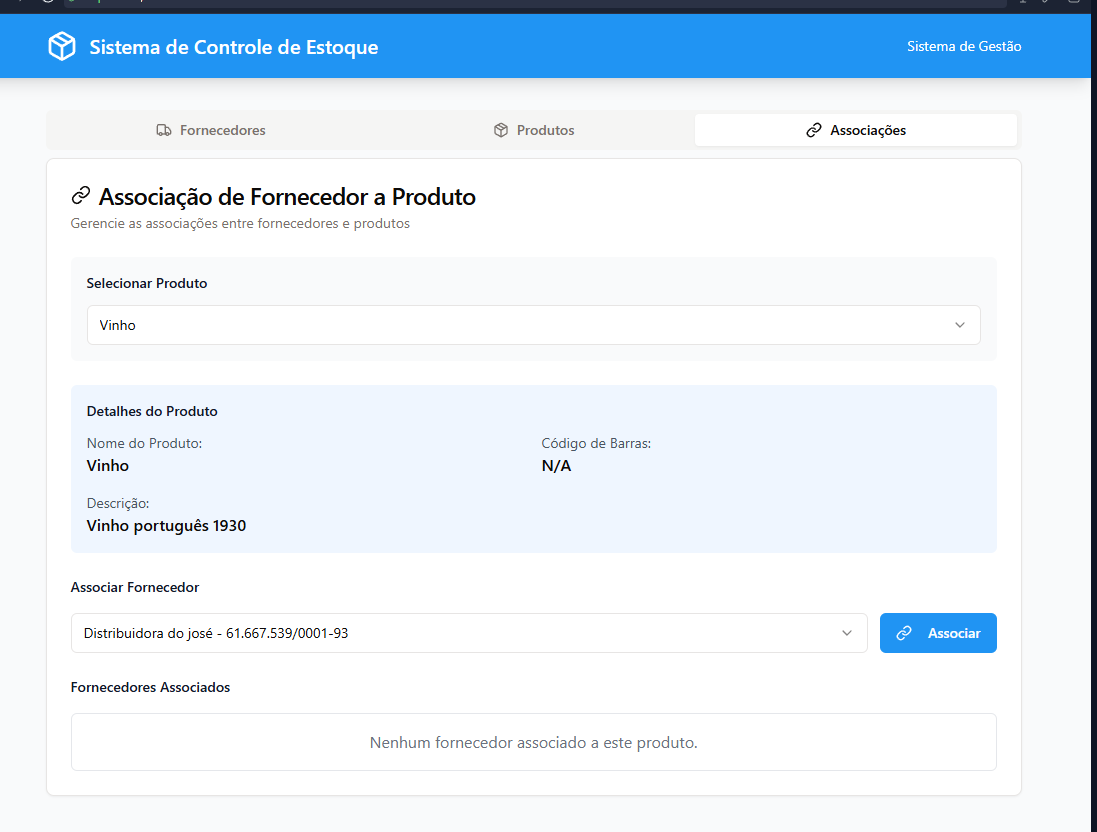 Sistema de Controle de Estoque
Sistema de Gestão
Fornecedores
Produtos
Associações
Associação de Fornecedor a Produto
Gerencie as associações entre fornecedores e produtos
Selecionar Produto
Vinho
Detalhes do Produto
Nome do Produto:
Código de Barras:
Vinho
N/A
Descrição:
Vinho português 1930
Associar Fornecedor
Distribuidora do josé - 61.667.539/0001-93
Associar
Fornecedores Associados
Nenhum fornecedor associado a este produto.